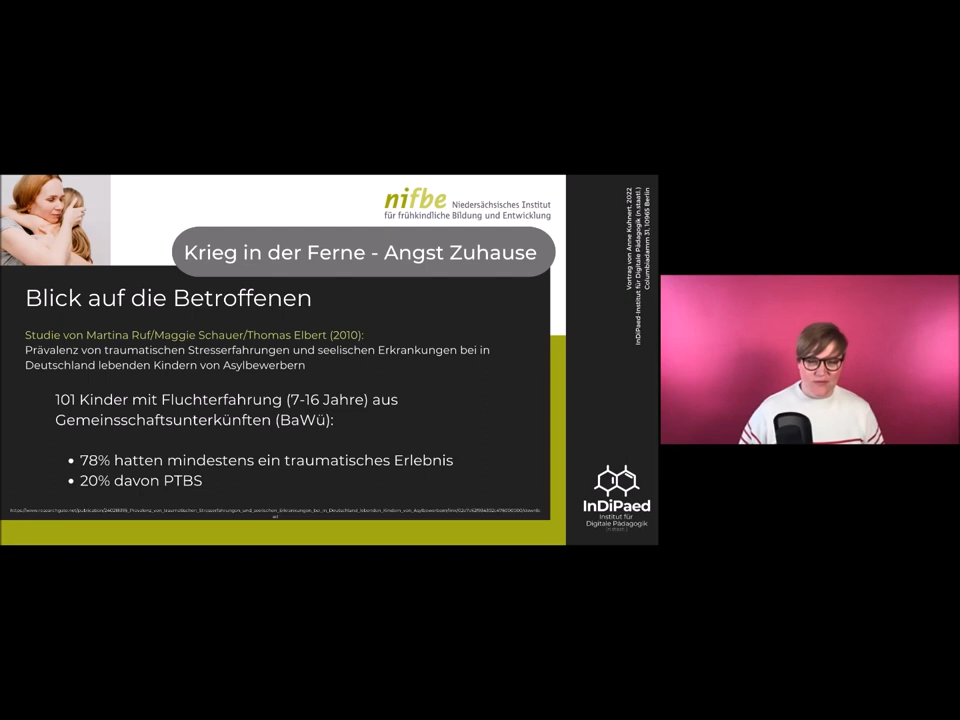 nifbe Niedersächsisches Institut
für frühkindliche Bildung und Entwicklung
Krieg in der Ferne - Angst Zuhause
Blick auf die Betroffenen
Studie von Martina Ruf/Maggie Schauer/Thomas Elbert (2010):
Prävalenz von traumatischen Stresserfahrungen und seelischen Erkrankungen bei in
Deutschland lebenden Kindern von Asylbewerbern
101 Kinder mit Fluchterfahrung (7-16 Jahre) aus
Gemeinsschaftsunterkünften (BaWü):
• 78% hatten mindestens ein traumatisches Erlebnis
• 20% davon PTBS
Vortrag von Anne Kuhnert, 2022
InDiPaed-Institut für Digitale Pädagogik (n.staatl.)
Columbiadamm 31, 10965 Berlin
InDiPaed
Institut für
Digitale Pädagogik